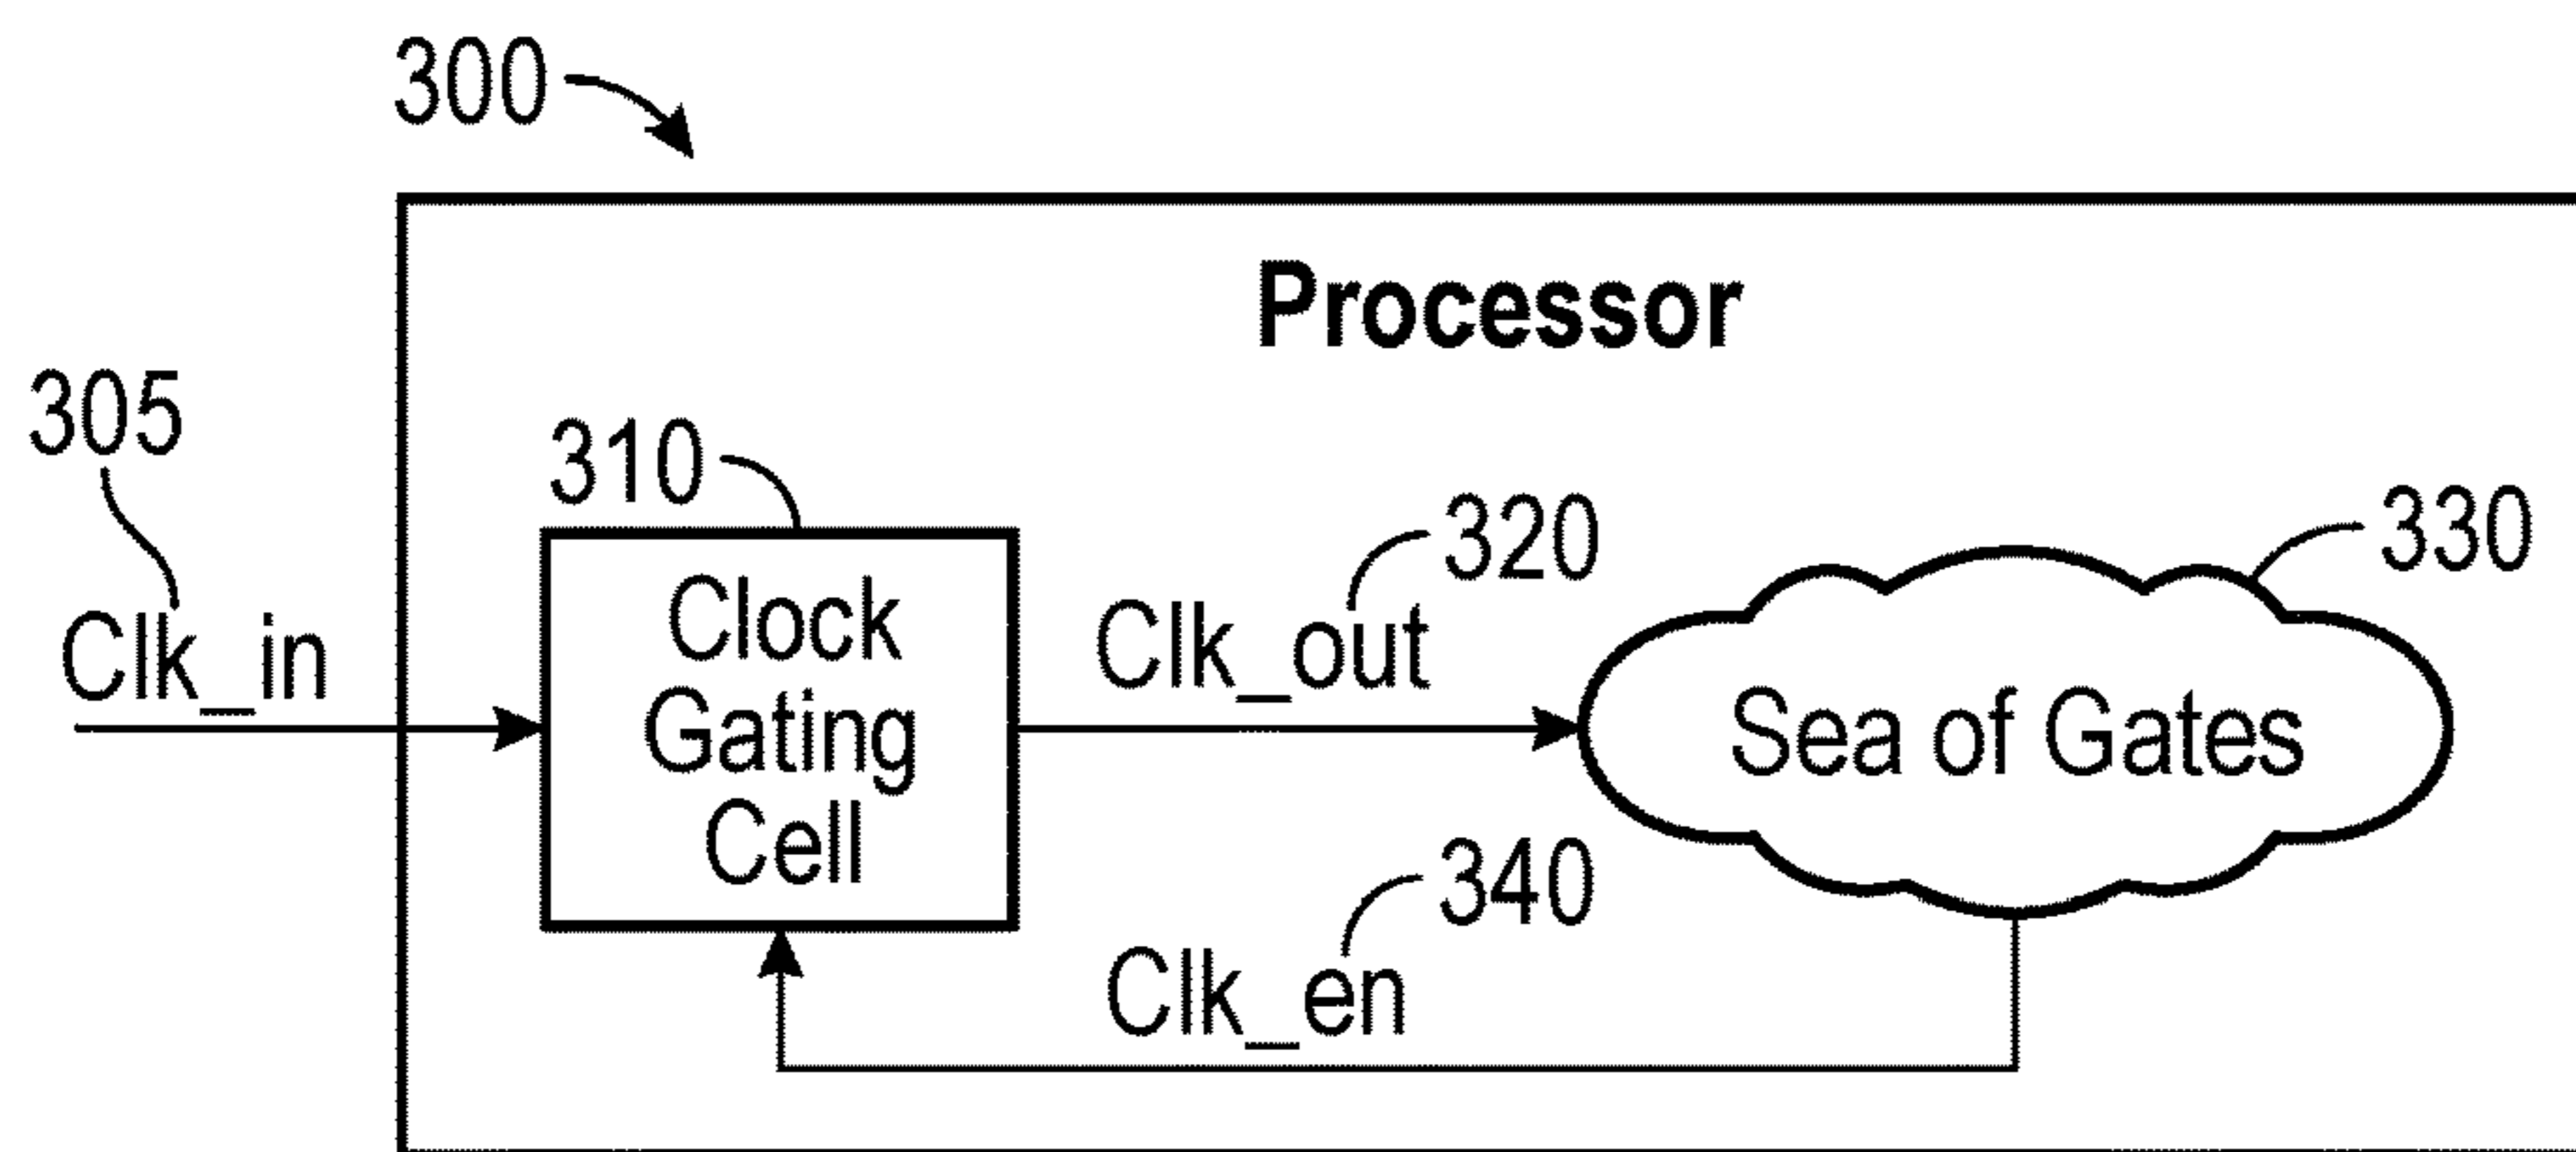 300
Processor
305
310
320
330
Clk_in
Clock
Gating
Cell
Clk_out
Sea of Gates
340
Clk_en